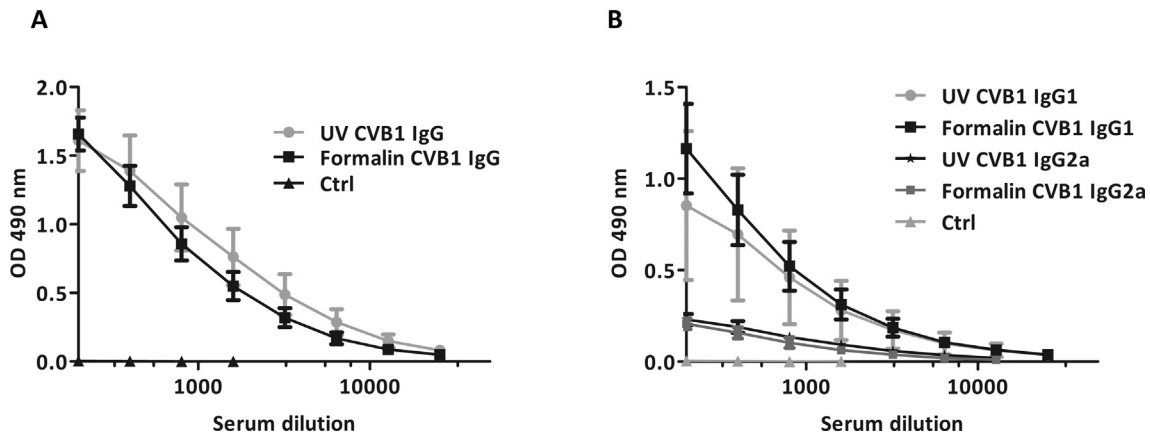 A
2.0
1.5
1.0
0.5
0.0
OD 490 nm
1000
10000
Serum dilution
UV CVB1 IgG
Formalin CVB1 IgG
Ctrl
B
1.5
1.0
0.5
0.0
OD 490 nm
1000
10000
Serum dilution
UV CVB1 IgG1
Formalin CVB1 IgG1
UV CVB1 IgG2a
Formalin CVB1 IgG2a
Ctrl